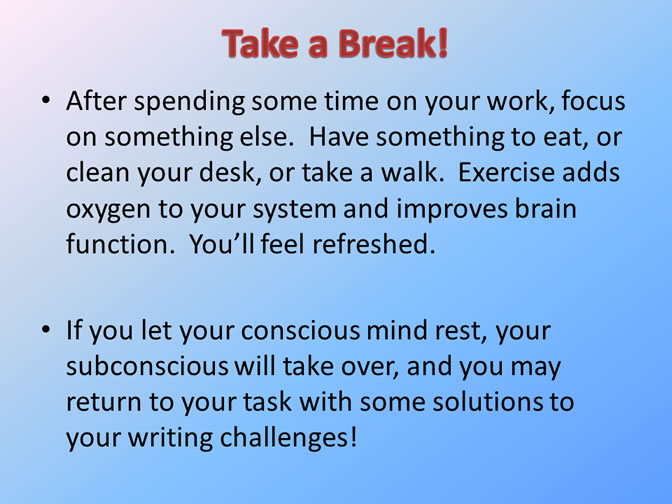 Take a Break!
• After spending some time on your work, focus
on something else.  Have something to eat, or
clean your desk, or take a walk.  Exercise adds
oxygen to your system and improves brain
function.  You’ll feel refreshed.
• If you let your conscious mind rest, your
subconscious will take over, and you may
return to your task with some solutions to
your writing challenges!